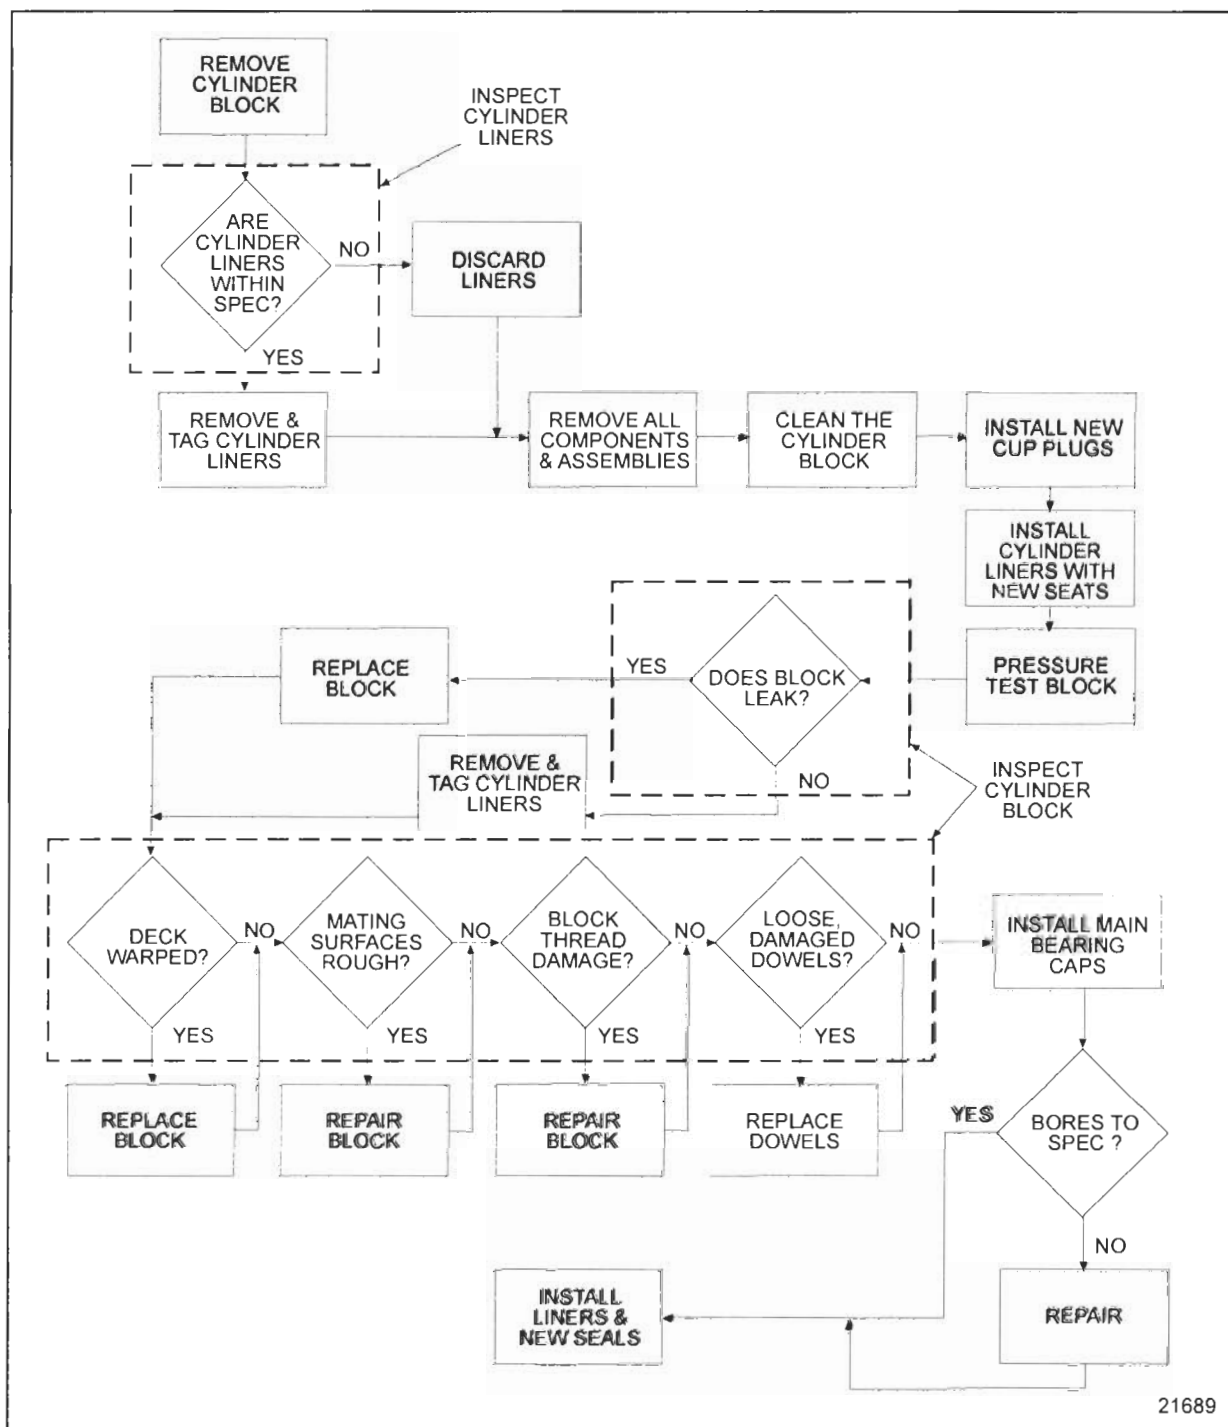 REMOVE
CYLINDER
BLOCK
INSPECT
CYLINDER
LINERS
ARE
CYLINDER
LINERS
WITHIN
SPEC?
NO
YES
DISCARD
LINERS
REMOVE &
TAG CYLINDER
LINERS
REMOVE ALL
COMPONENTS
& ASSEMBLIES
CLEAN THE
CYLINDER
BLOCK
INSTALL NEW
CUP PLUGS
INSTALL
CYLINDER
LINERS WITH
NEW SEATS
PRESSURE
TEST BLOCK
DOES BLOCK
LEAK?
YES
NO
REPLACE
BLOCK
REMOVE &
TAG CYLINDER
LINERS
INSPECT
CYLINDER
BLOCK
DECK
WARPED?
NO
YES
MATING
SURFACES
ROUGH?
NO
YES
BLOCK
THREAD
DAMAGE?
NO
YES
LOOSE,
DAMAGED
DOWELS?
NO
YES
INSTALL MAIN
BEARING
CAPS
REPLACE
BLOCK
REPAIR
BLOCK
REPAIR
BLOCK
REPLACE
DOWELS
YES
BORES TO
SPEC ?
NO
INSTALL
LINERS &
NEW SEALS
REPAIR
21689